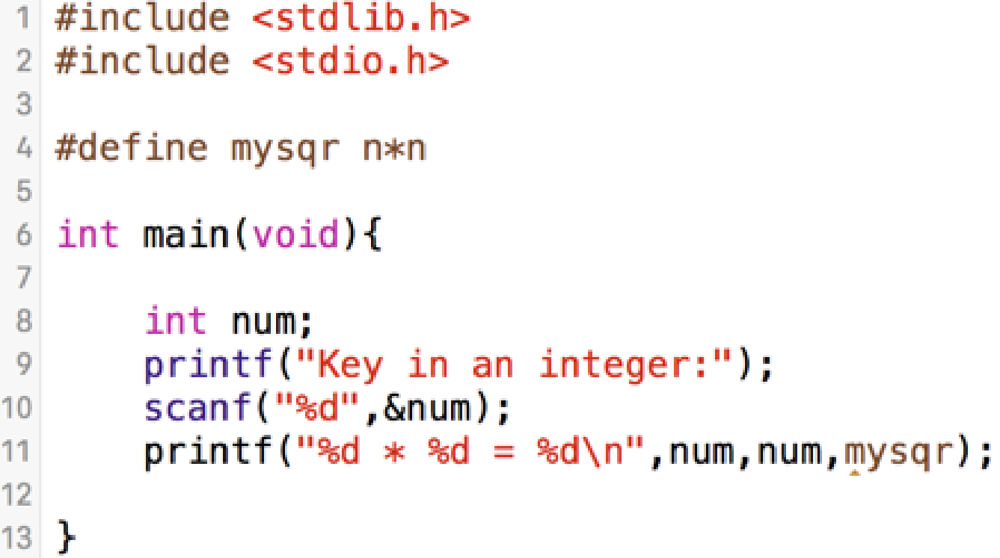 1 #include <stdlib.h>
2 #include <stdio.h>
3
4 #define mysqr n*n
5
6 int main(void){
7
8     int num;
9     printf("Key in an integer:");
10     scanf("%d",&num);
11     printf("%d * %d = %d\n",num,num,mysqr);
12
13 }